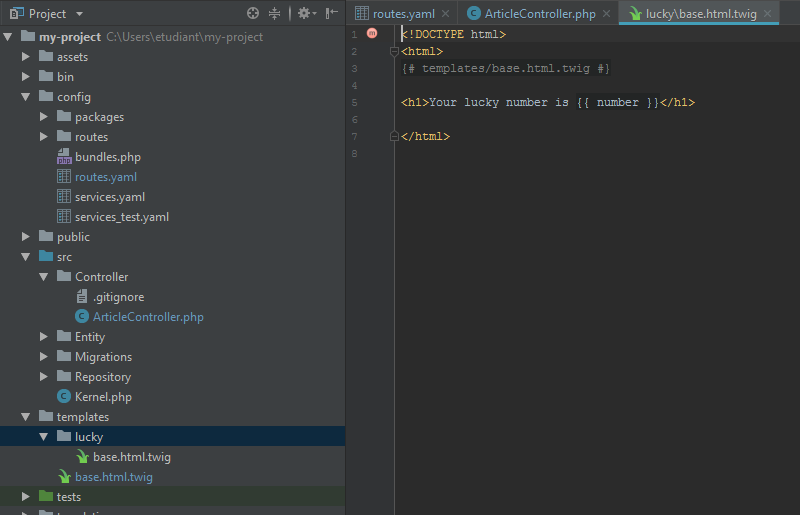 Project
my-project C:\Users\etudiant\my-project
assets
bin
config
packages
routes
bundles.php
routes.yaml
services.yaml
services_test.yaml
public
src
Controller
.gitignore
ArticleController.php
Entity
Migrations
Repository
Kernel.php
templates
lucky
base.html.twig
base.html.twig
tests
routes.yaml ArticleController.php lucky\base.html.twig
1 <!DOCTYPE html>
2 <html>
3 {# templates/base.html.twig #}
4
5 <h1>Your lucky number is {{ number }}</h1>
6
7 </html>
8